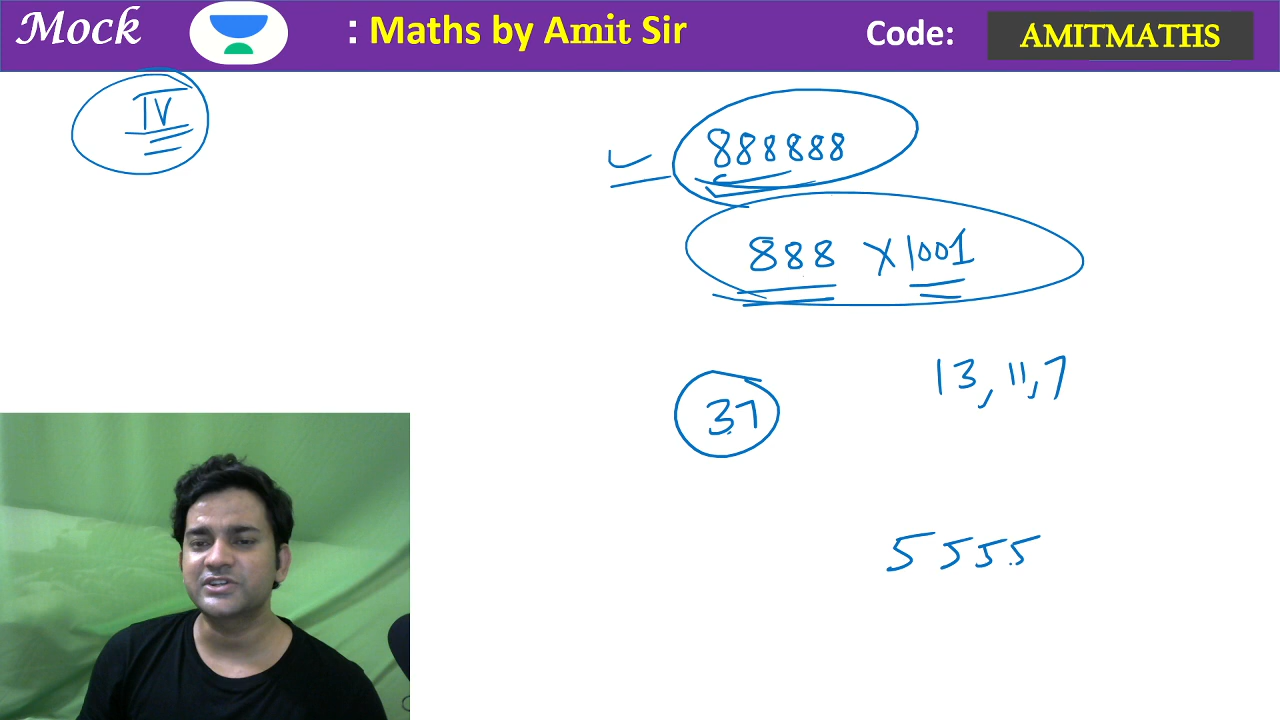 Mock : Maths by Amit Sir Code: AMITMATHS
IV
888888
888 X 1001
13, 11, 7
37
5555